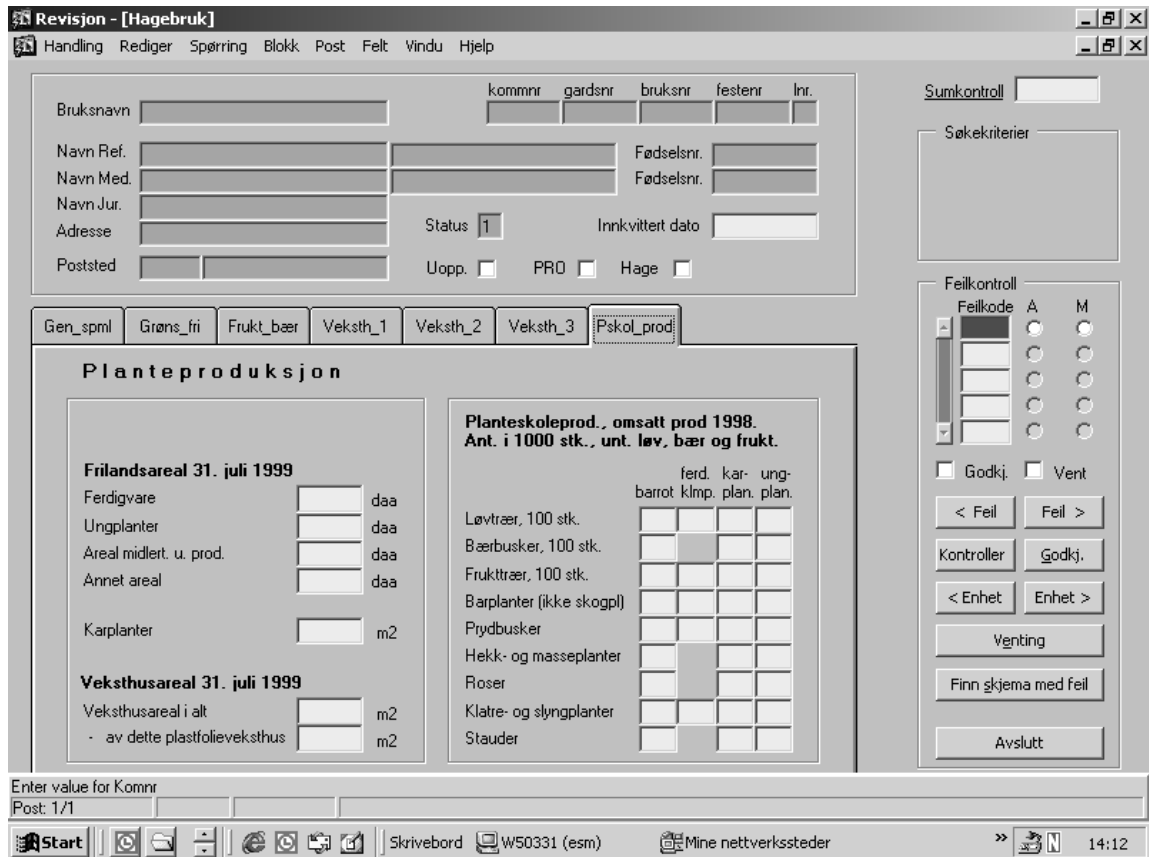 Revisjon - [Hagebruk]
Handling Rediger Spørring Blokk Post Felt Vindu Hjelp
kommnr gardsnr bruksnr festenr lnr.
Bruksnavn
Navn Ref. Fødselsnr.
Navn Med. Fødselsnr.
Navn Jur.
Adresse Status 1 Innkvittert dato
Poststed Uopp. PRO Hage
Sumkontroll
Søkekriterier
Gen_spml Grøns_fri Frukt_bær Veksth_1 Veksth_2 Veksth_3 Pskol_prod
Planteproduksjon
Frilandsareal 31. juli 1999
Ferdigvare daa
Ungplanter daa
Areal midlert. u. prod. daa
Annet areal daa
Karplanter m2
Veksthusareal 31. juli 1999
Veksthusareal i alt m2
- av dette plastfolieveksthus m2
Planteskoleprod., omsatt prod 1998.
Ant. i 1000 stk., unt. løv, bær og frukt.
ferd. kar- ung-
barrot klmp. plan. plan.
Løvtrær, 100 stk.
Bærbusker, 100 stk.
Frukttrær, 100 stk.
Barplanter (ikke skogpl)
Prydbusker
Hekk- og masseplanter
Roser
Klatre- og slyngplanter
Stauder
Feilkontroll
Feilkode A M
Godkj. Vent
< Feil Feil >
Kontroller Godkj.
< Enhet Enhet >
Venting
Finn skjema med feil
Avslutt
Enter value for Komnr
Post: 1/1
Start Skrivebord W50331 (esm) Mine nettverkssteder » 14:12